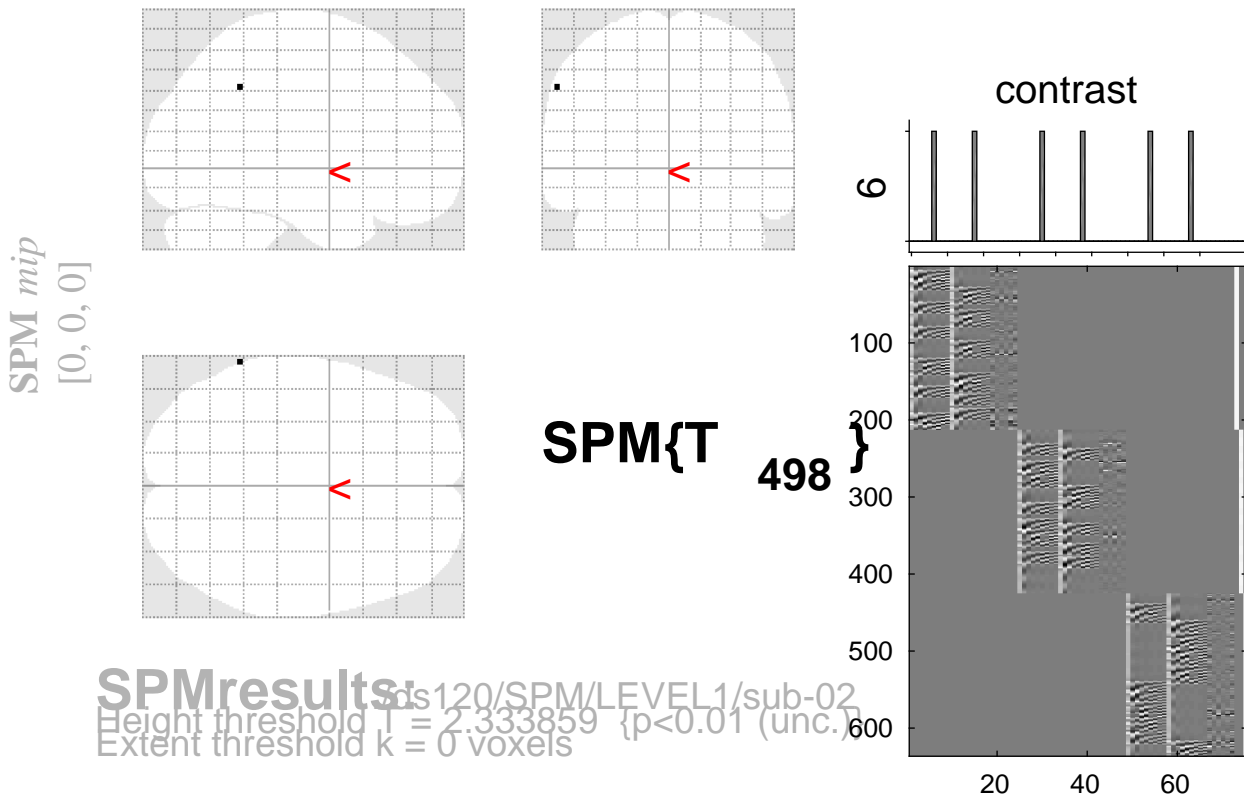 SPM mip
[0, 0, 0]
<
<
<
SPM{T498}
contrast
6
100
200
300
400
500
600
20 40 60
SPMresults: /ds120/SPM/LEVEL1/sub-02
Height threshold T = 2.333859 {p<0.01 (unc.)}
Extent threshold k = 0 voxels